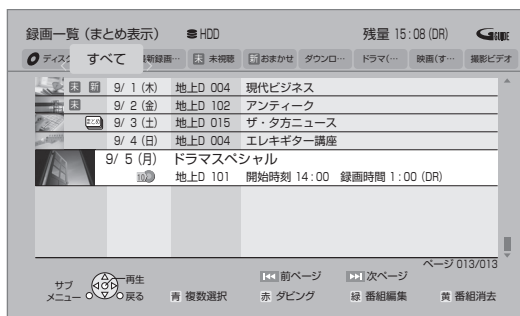 録画一覧 (まとめ表示) HDD 残量 15:08 (DR) G GUIDE
ディスク すべて 最新録画… 未 未視聴 新 おまかせ ダウンロ… ドラマ(… 映画(す… 撮影ビデオ
未 新 9/ 1 (木) 地上D 004 現代ビジネス
未 9/ 2 (金) 地上D 102 アンティーク
まとめ 9/ 3 (土) 地上D 015 ザ・夕方ニュース
9/ 4 (日) 地上D 004 エレキギター講座
9/ 5 (月) ドラマスペシャル
地上D 101 開始時刻 14:00 録画時間 1:00 (DR)
ページ 013/013
サブメニュー 再生 戻る 前ページ 次ページ
青 複数選択 赤 ダビング 緑 番組編集 黄 番組消去